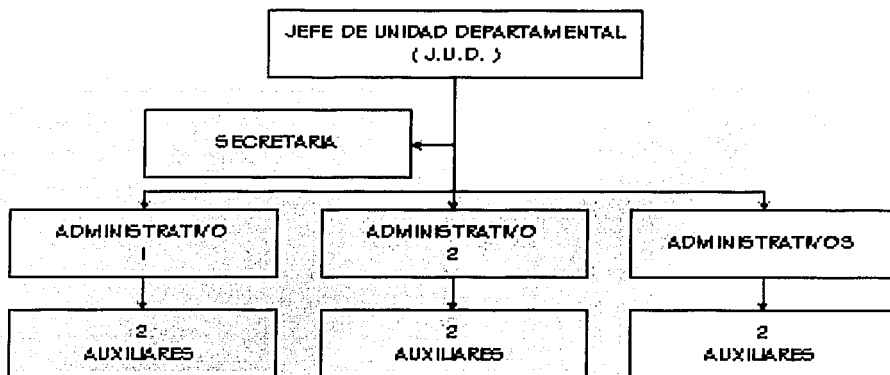 JEFE DE UNIDAD DEPARTAMENTAL
( J.U.D. )
SECRETARIA
ADMINISTRATIVO
1
ADMINISTRATIVO
2
ADMINISTRATIVOS
2
AUXILIARES
2
AUXILIARES
2
AUXILIARES